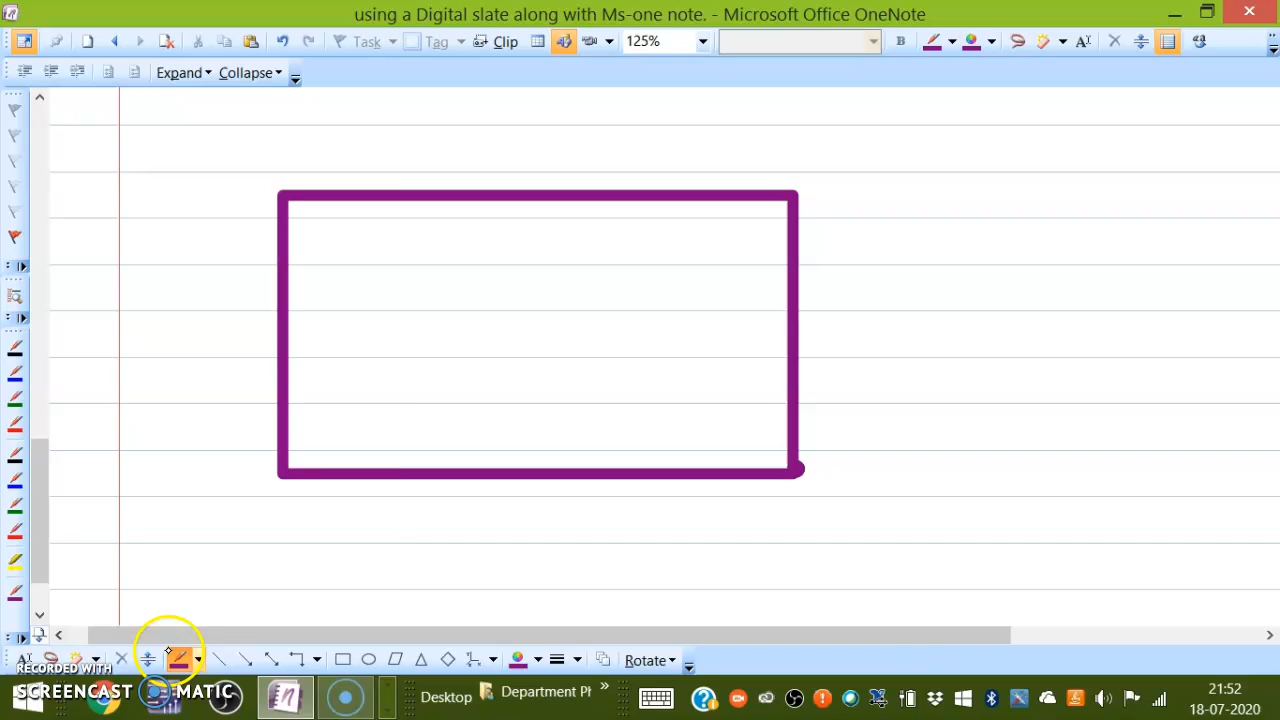 using a Digital slate along with Ms-one note. - Microsoft Office OneNote
Task Tag Clip 125% B
Expand Collapse
Rotate
RECORDED WITH
SCREENCAST MATIC
Desktop Department Ph » 21:52
18-07-2020